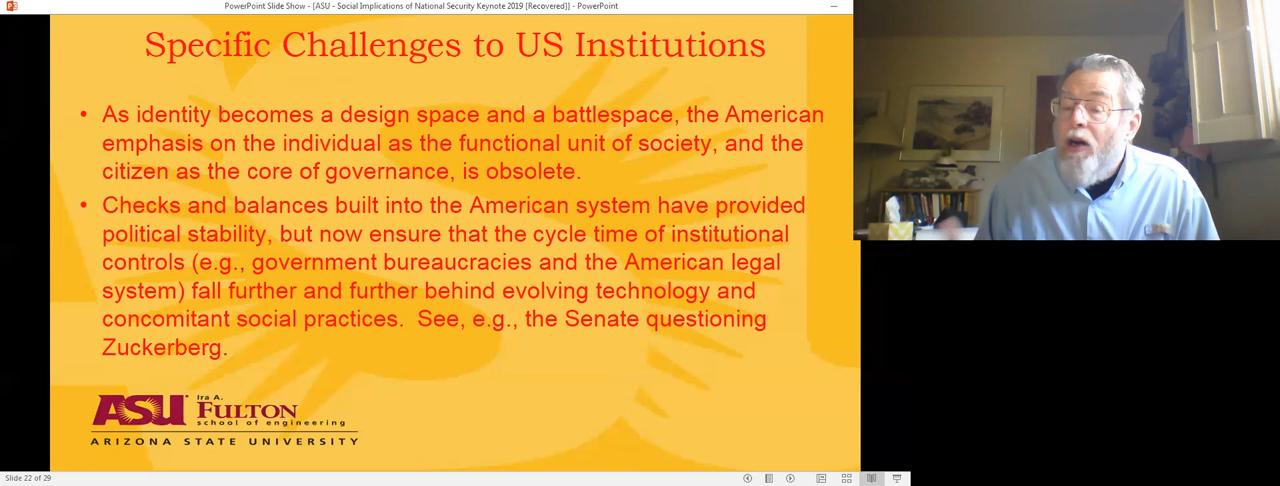 PowerPoint Slide Show - [ASU - Social Implications of National Security Keynote 2019 [Recovered]] - PowerPoint
Specific Challenges to US Institutions
• As identity becomes a design space and a battlespace, the American
emphasis on the individual as the functional unit of society, and the
citizen as the core of governance, is obsolete.
• Checks and balances built into the American system have provided
political stability, but now ensure that the cycle time of institutional
controls (e.g., government bureaucracies and the American legal
system) fall further and further behind evolving technology and
concomitant social practices.  See, e.g., the Senate questioning
Zuckerberg.
ASU
Ira A.
FULTON
school of engineering
ARIZONA STATE UNIVERSITY
Slide 22 of 29